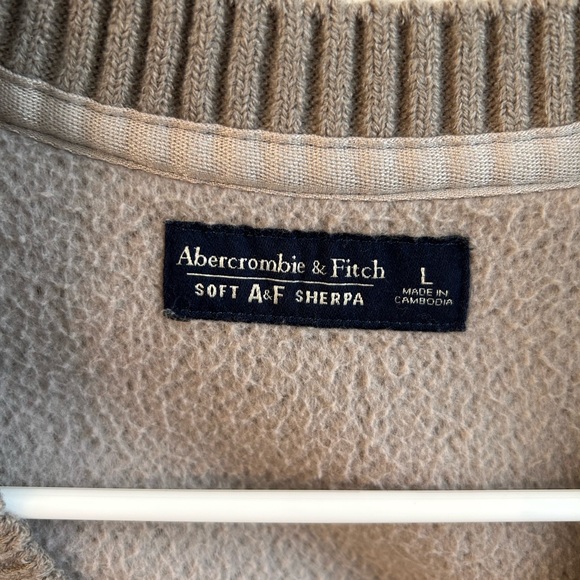 Abercrombie & Fitch
SOFT A&F SHERPA
L
MADE IN
CAMBODIA